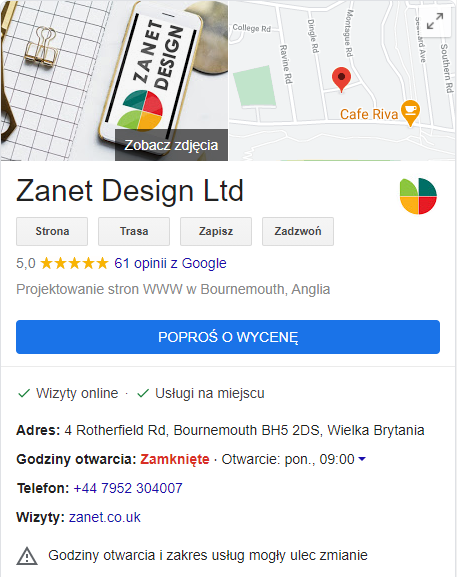 ZANET
DESIGN
Zobacz zdjęcia
College Rd
Ravine Rd
Dingle Rd
Montague Rd
Seaward Ave
Southern Rd
Cafe Riva
Zanet Design Ltd
Strona
Trasa
Zapisz
Zadzwoń
5,0 ★★★★★ 61 opinii z Google
Projektowanie stron WWW w Bournemouth, Anglia
POPROŚ O WYCENĘ
Wizyty online · Usługi na miejscu
Adres: 4 Rotherfield Rd, Bournemouth BH5 2DS, Wielka Brytania
Godziny otwarcia: Zamknięte · Otwarcie: pon., 09:00
Telefon: +44 7952 304007
Wizyty: zanet.co.uk
Godziny otwarcia i zakres usług mogły ulec zmianie